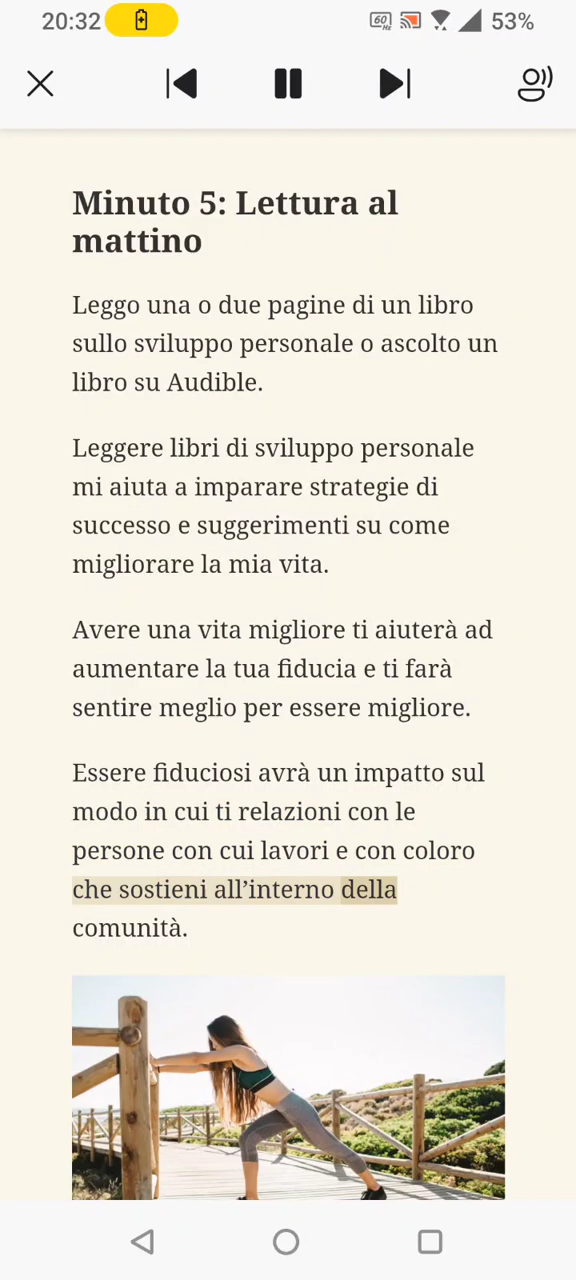 20:32
60
Hz
53%
Minuto 5: Lettura al
mattino
Leggo una o due pagine di un libro
sullo sviluppo personale o ascolto un
libro su Audible.
Leggere libri di sviluppo personale
mi aiuta a imparare strategie di
successo e suggerimenti su come
migliorare la mia vita.
Avere una vita migliore ti aiuterà ad
aumentare la tua fiducia e ti farà
sentire meglio per essere migliore.
Essere fiduciosi avrà un impatto sul
modo in cui ti relazioni con le
persone con cui lavori e con coloro
che sostieni all’interno della
comunità.